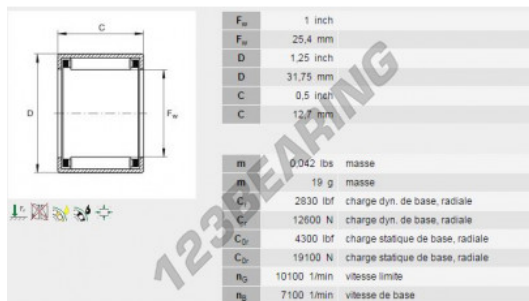 C
D
Fw
Fw 1 inch
Fw 25,4 mm
D 1,25 inch
D 31,75 mm
C 0,5 inch
C 12,7 mm
m 0,042 lbs masse
m 19 g masse
Cr 2830 lbf charge dyn. de base, radiale
Cr 12600 N charge dyn. de base, radiale
C0r 4300 lbf charge statique de base, radiale
C0r 19100 N charge statique de base, radiale
nG 10100 1/min vitesse limite
nB 7100 1/min vitesse de base
123BEARING